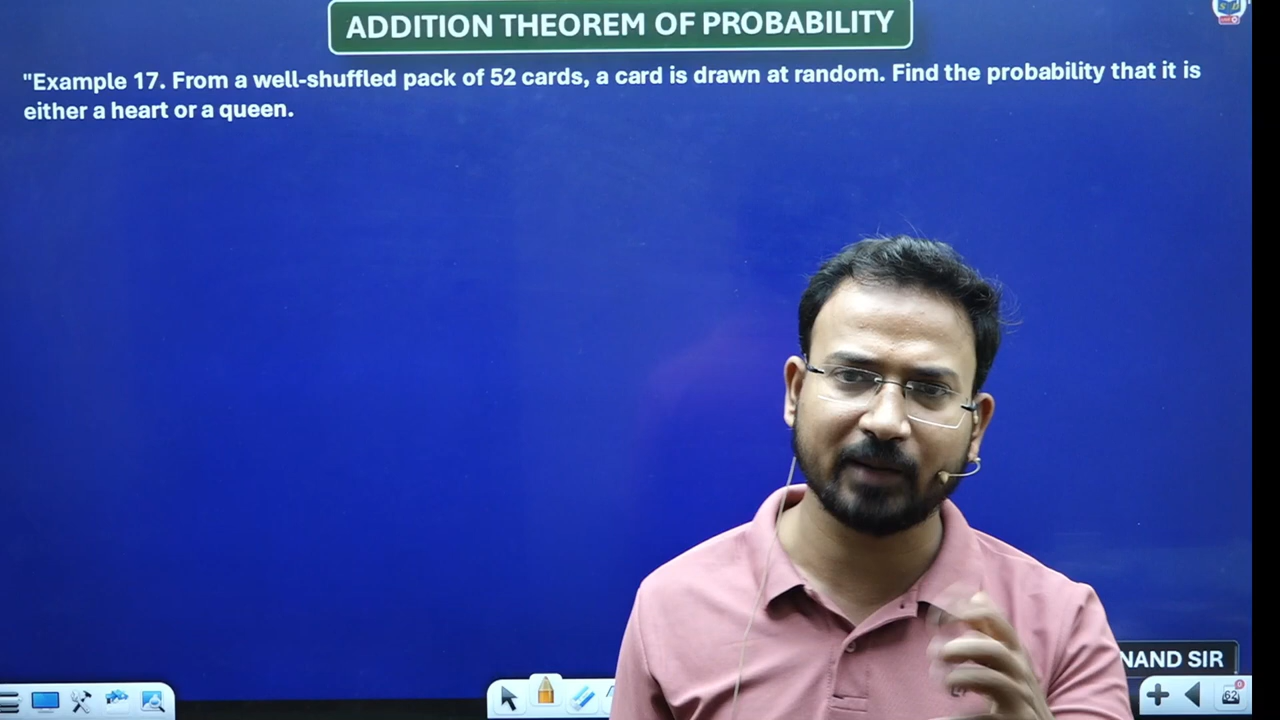 ADDITION THEOREM OF PROBABILITY
"Example 17. From a well-shuffled pack of 52 cards, a card is drawn at random. Find the probability that it is
either a heart or a queen.
NAND SIR
62